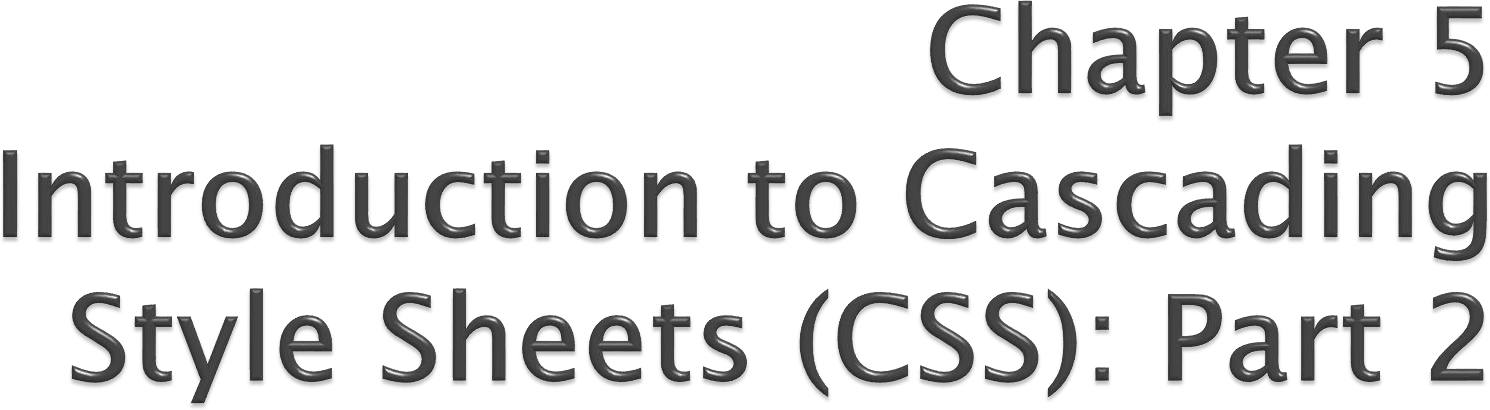 Chapter 5
Introduction to Cascading
Style Sheets (CSS): Part 2